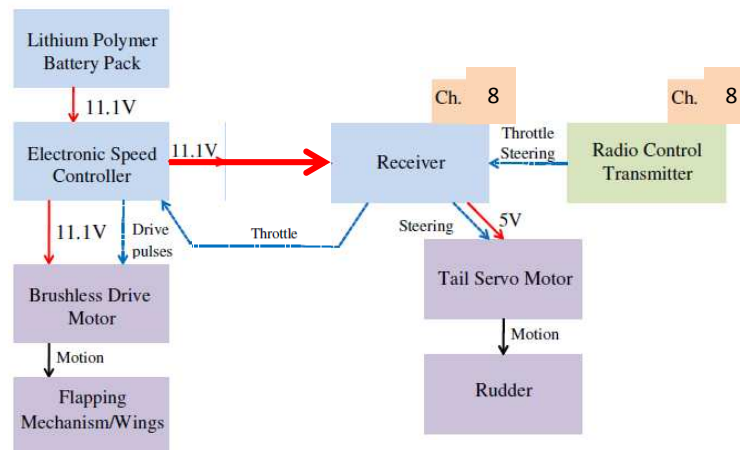 Lithium Polymer
Battery Pack
11.1V
Ch. 8
Ch. 8
Electronic Speed
Controller
11.1V
Receiver
Throttle
Steering
Radio Control
Transmitter
11.1V
Drive
pulses
Throttle
Steering
5V
Brushless Drive
Motor
Tail Servo Motor
Motion
Motion
Flapping
Mechanism/Wings
Rudder